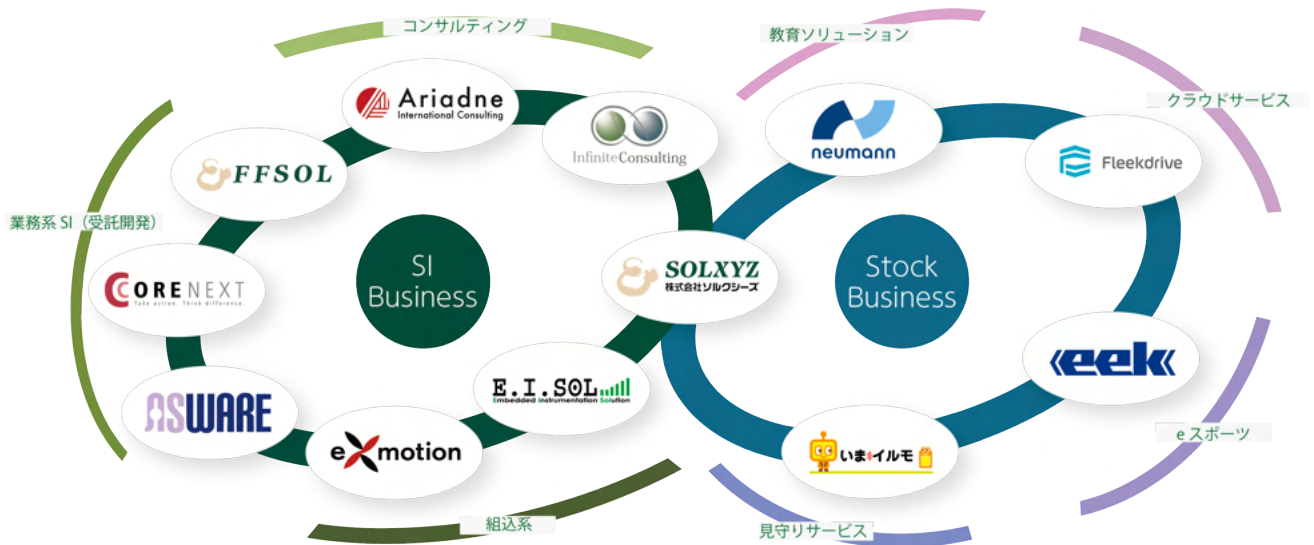 コンサルティング
教育ソリューション
クラウドサービス
業務系 SI（受託開発）
組込系
見守りサービス
e スポーツ
Ariadne
International Consulting
InfiniteConsulting
FFSOL
CORENEXT
Take action. Think difference.
ASWARE
eXmotion
E.I.SOL
Embedded Instrumentation Solution
SOLXYZ
株式会社ソルクシーズ
SI
Business
neumann
Fleekdrive
eek
いまイルモ
Stock
Business